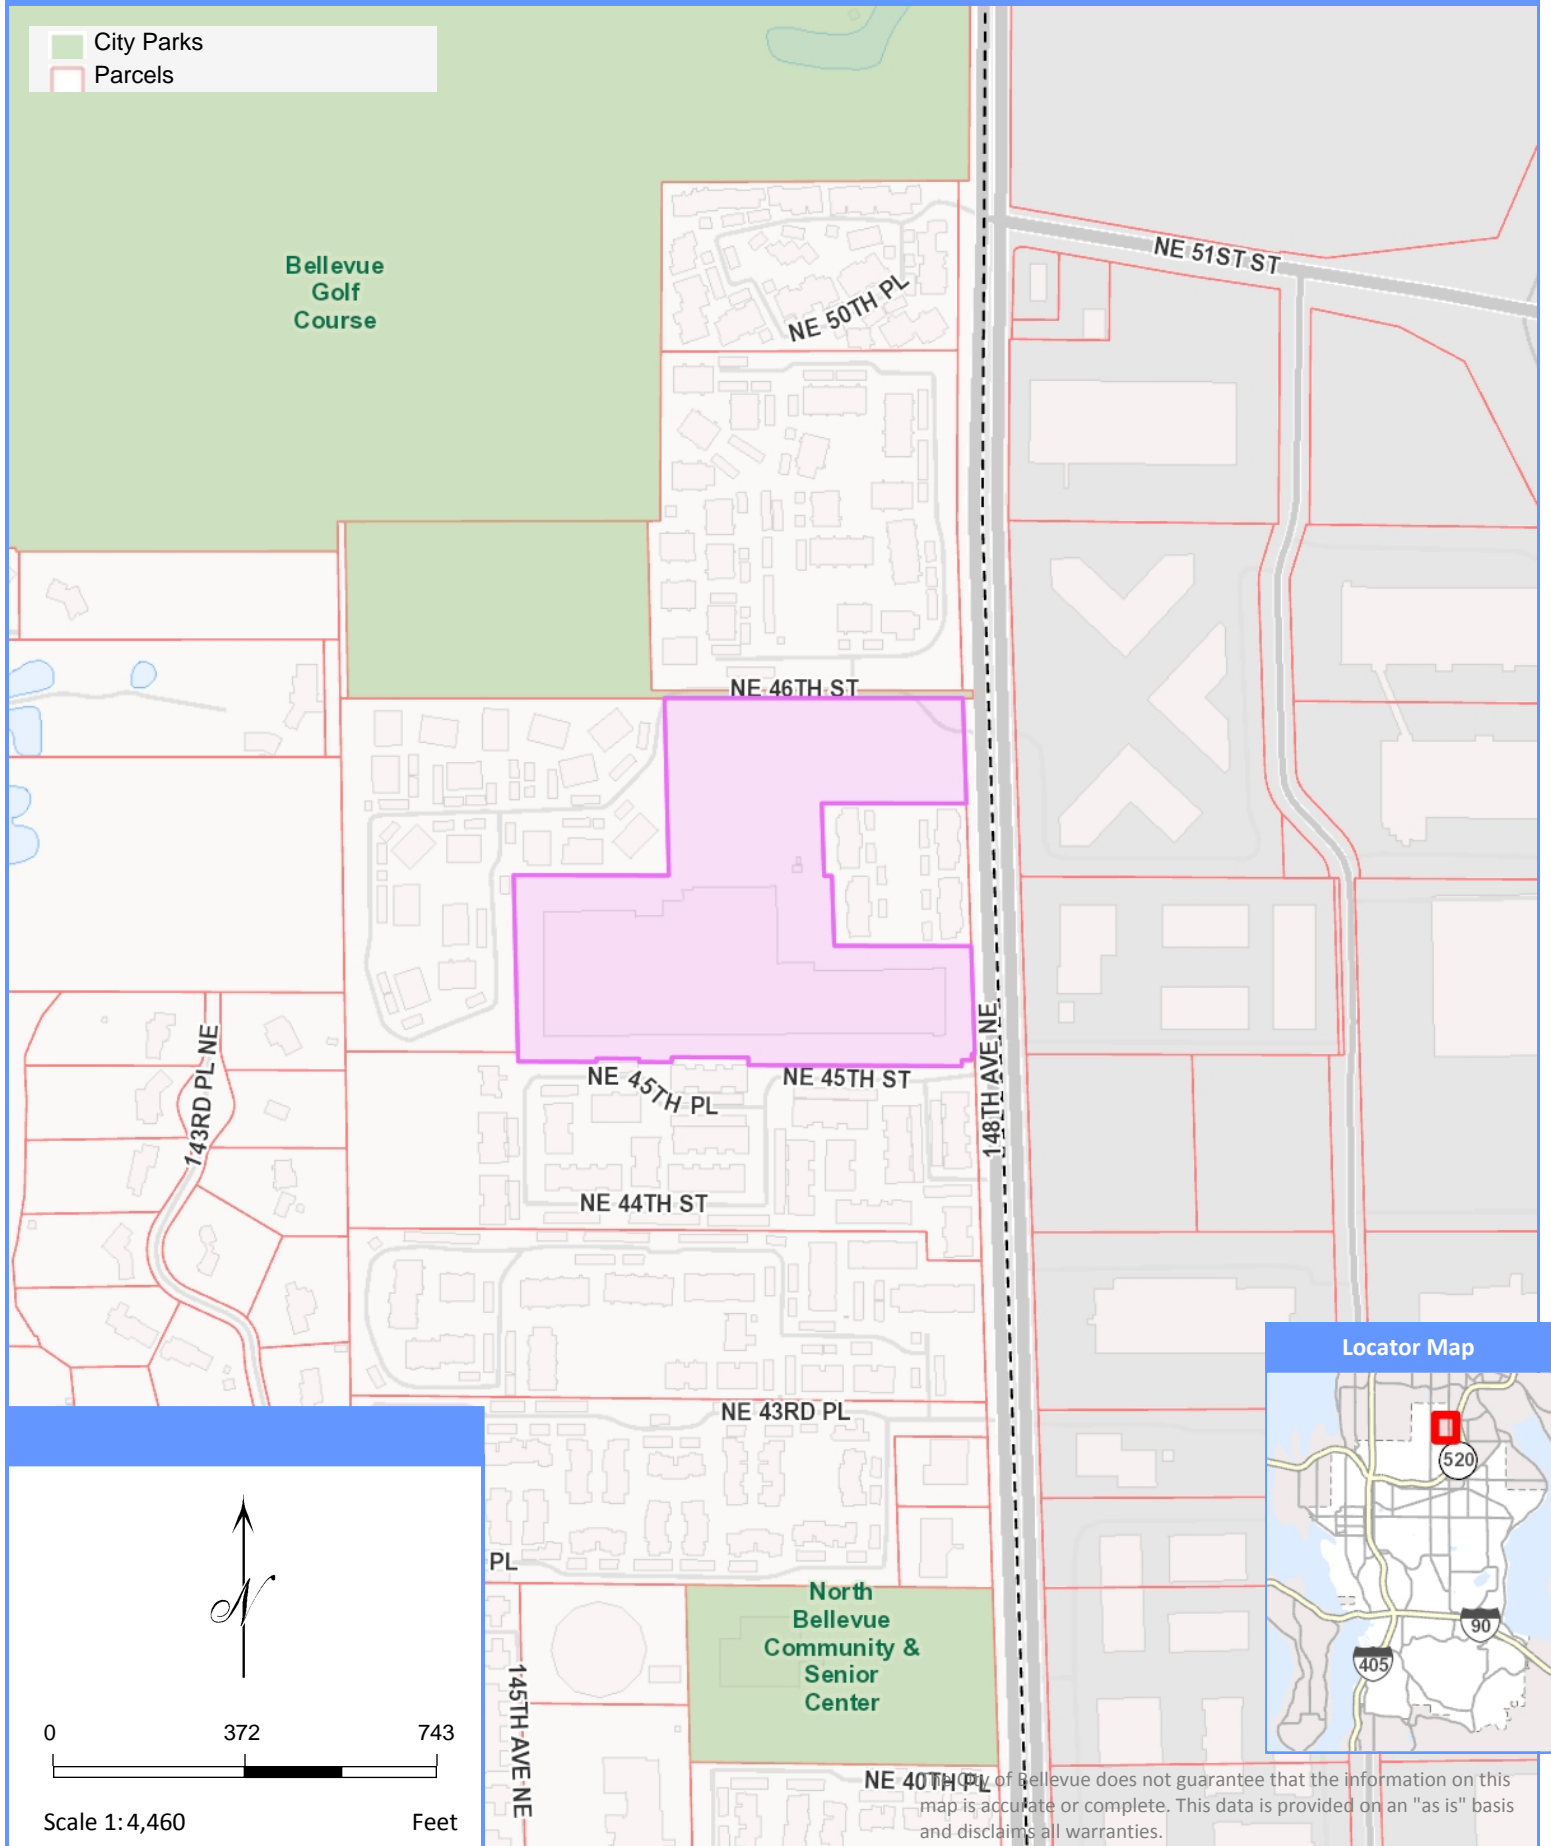 City Parks
Parcels
Bellevue
Golf
Course
NE 51ST ST
NE 50TH PL
NE 46TH ST
148TH AVE NE
NE 45TH PL
NE 45TH ST
143RD PL NE
NE 44TH ST
NE 43RD PL
Locator Map
520
90
405
PL
North
Bellevue
Community &
Senior
Center
145TH AVE NE
NE 40TH PL
N
0 372 743
Scale 1: 4,460 Feet
The City of Bellevue does not guarantee that the information on this
map is accurate or complete. This data is provided on an "as is" basis
and disclaims all warranties.